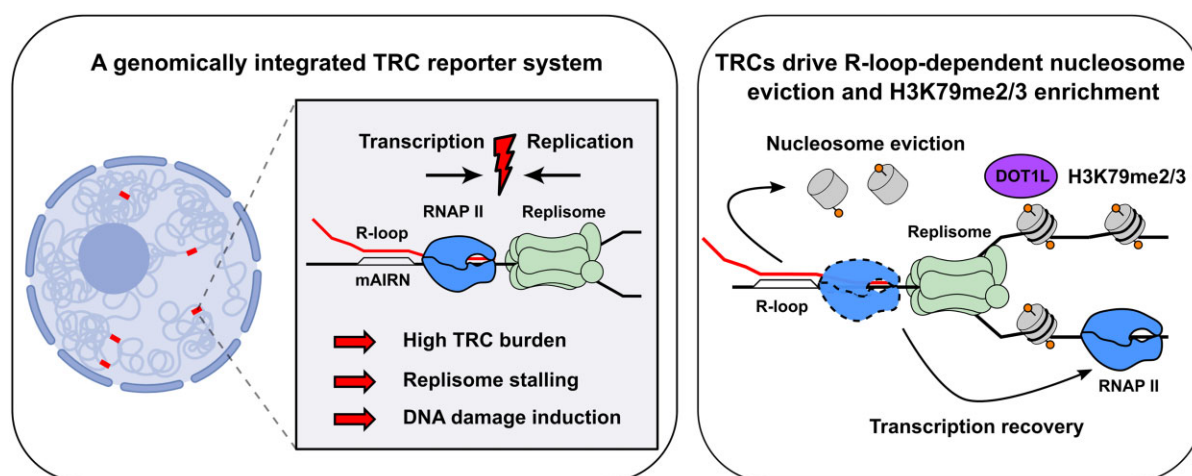 A genomically integrated TRC reporter system
Transcription
Replication
RNAP II
Replisome
R-loop
mAIRN
High TRC burden
Replisome stalling
DNA damage induction
TRCs drive R-loop-dependent nucleosome
eviction and H3K79me2/3 enrichment
Nucleosome eviction
DOT1L
H3K79me2/3
Replisome
R-loop
RNAP II
Transcription recovery